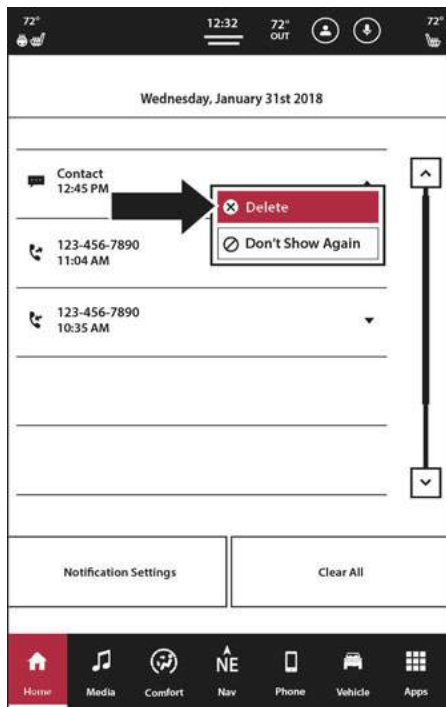 72°
12:32
72°
OUT
72°
Wednesday, January 31st 2018
Contact
12:45 PM
Delete
Don't Show Again
123-456-7890
11:04 AM
123-456-7890
10:35 AM
Notification Settings
Clear All
NE
Home
Media
Comfort
Nav
Phone
Vehicle
Apps